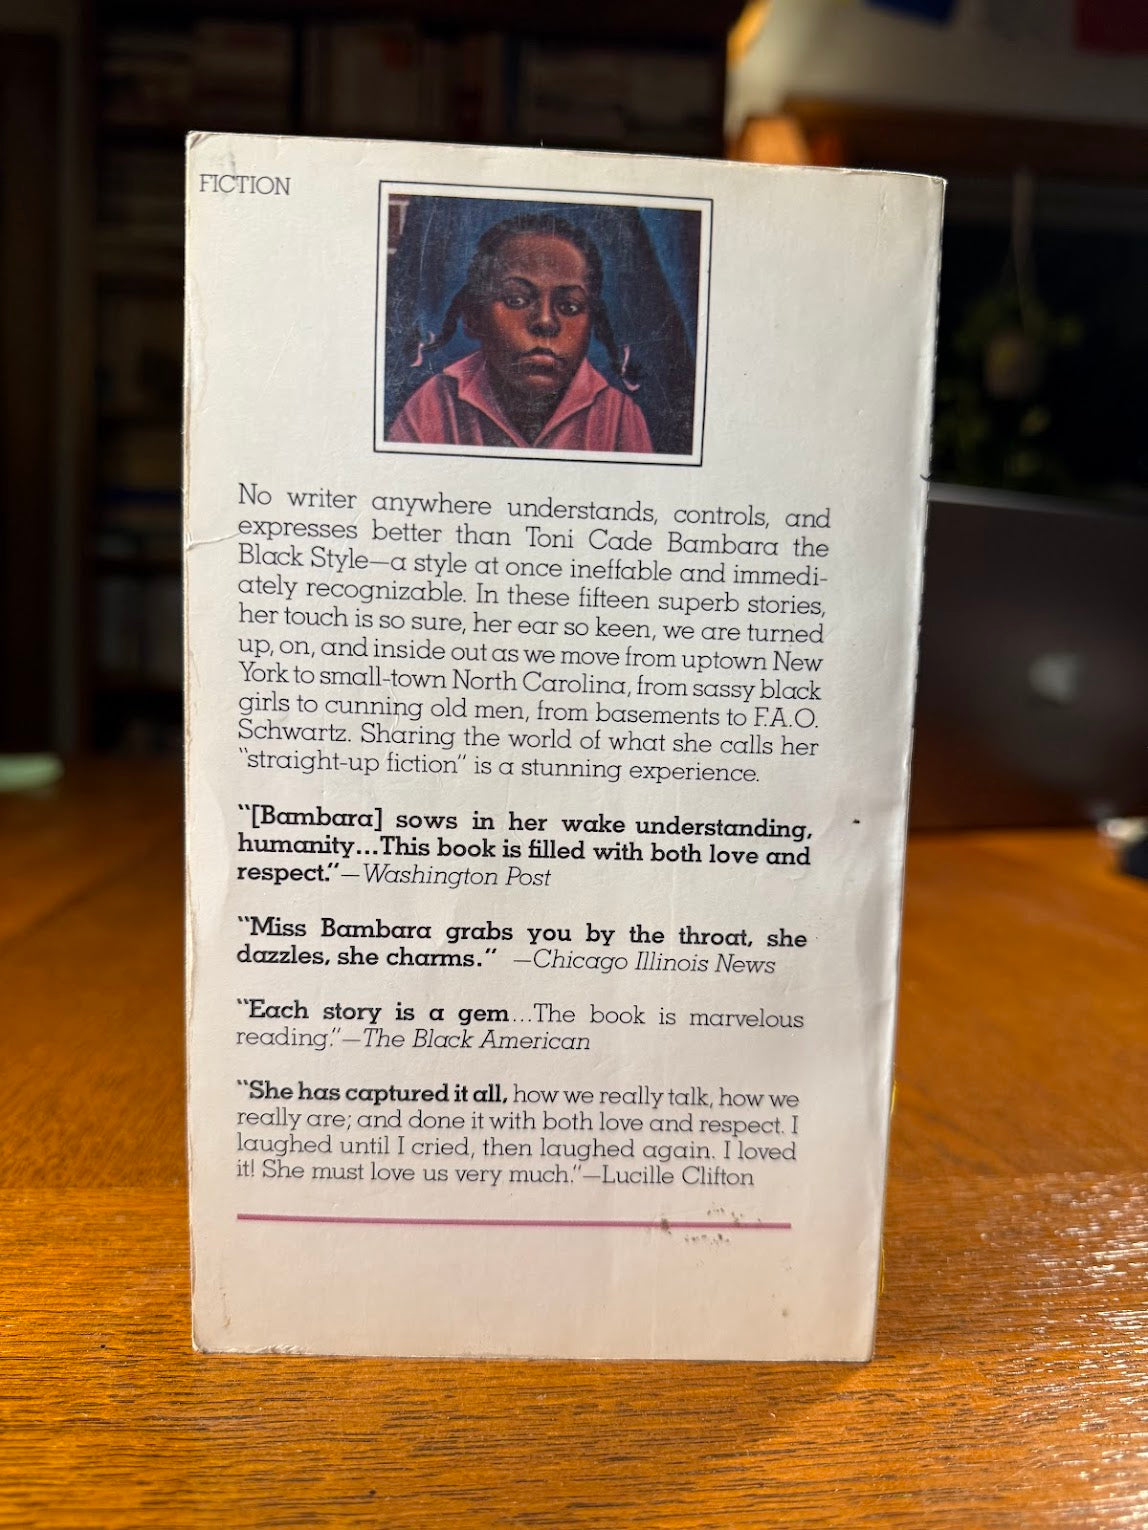 FICTION
No writer anywhere understands, controls, and
expresses better than Toni Cade Bambara the
Black Style—a style at once ineffable and immedi-
ately recognizable. In these fifteen superb stories,
her touch is so sure, her ear so keen, we are turned
up, on, and inside out as we move from uptown New
York to small-town North Carolina, from sassy black
girls to cunning old men, from basements to F.A.O.
Schwartz. Sharing the world of what she calls her
“straight-up fiction” is a stunning experience.
“[Bambara] sows in her wake understanding,
humanity...This book is filled with both love and
respect.”—Washington Post
“Miss Bambara grabs you by the throat, she
dazzles, she charms.” —Chicago Illinois News
“Each story is a gem...The book is marvelous
reading.”—The Black American
“She has captured it all, how we really talk, how we
really are; and done it with both love and respect. I
laughed until I cried, then laughed again. I loved
it! She must love us very much.”—Lucille Clifton